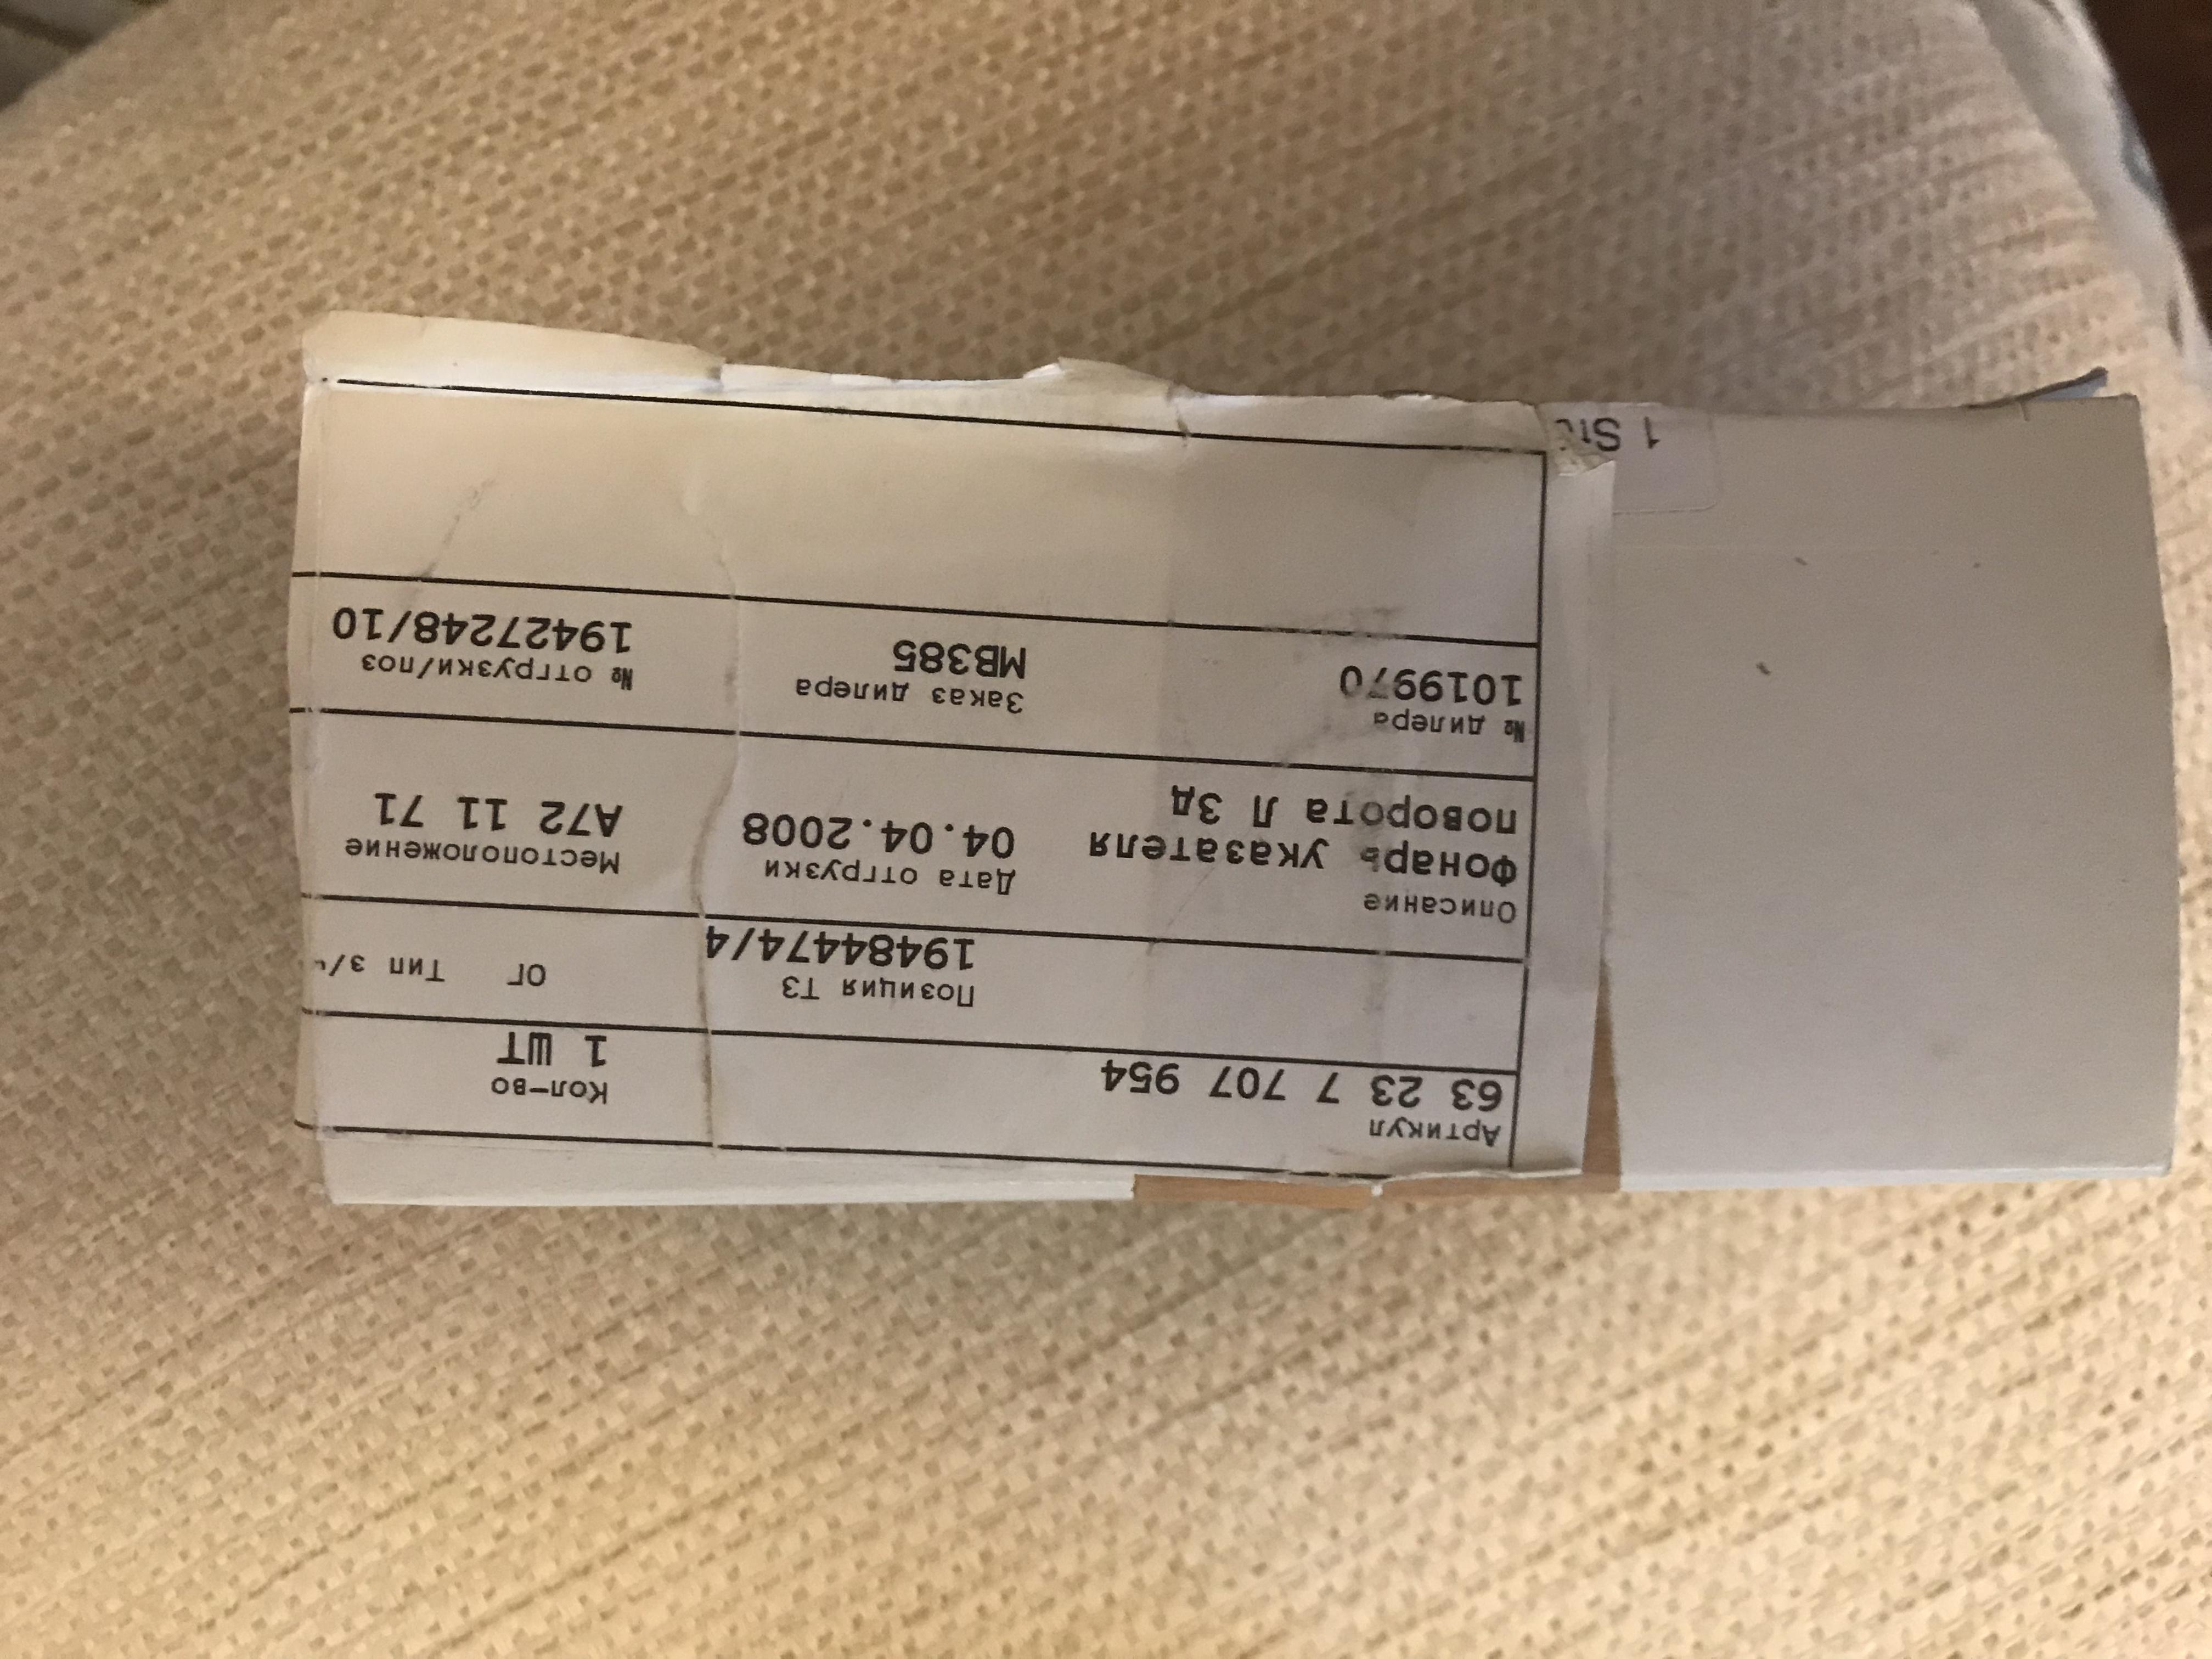 Артикул
63 23 7 707 954
Кол-во
1 ШТ
Позиция ТЗ
19484474/4
ОГ Тип з/ч
Описание
Фонарь указателя
поворота Л Зд
Дата отгрузки
04.04.2008
Местоположение
A72 11 71
№ дилера
1019970
Заказ дилера
MB385
№ отгрузки/поз
19427248/10
1